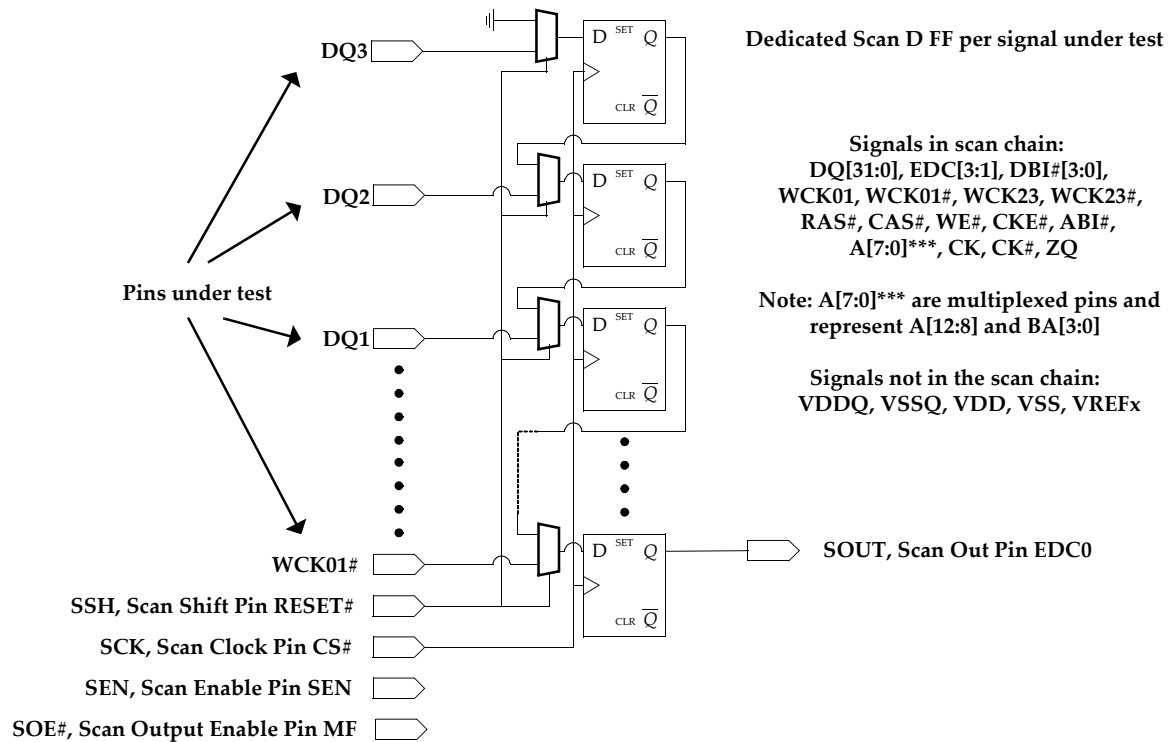 DQ3
D SET Q
CLR Q
Dedicated Scan D FF per signal under test
DQ2
D SET Q
CLR Q
Signals in scan chain:
DQ[31:0], EDC[3:1], DBI#[3:0],
WCK01, WCK01#, WCK23, WCK23#,
RAS#, CAS#, WE#, CKE#, ABI#,
A[7:0]***, CK, CK#, ZQ
Pins under test
Note: A[7:0]*** are multiplexed pins and
represent A[12:8] and BA[3:0]
DQ1
D SET Q
CLR Q
Signals not in the scan chain:
VDDQ, VSSQ, VDD, VSS, VREFx
WCK01#
D SET Q
CLR Q
SOUT, Scan Out Pin EDC0
SSH, Scan Shift Pin RESET#
SCK, Scan Clock Pin CS#
SEN, Scan Enable Pin SEN
SOE#, Scan Output Enable Pin MF